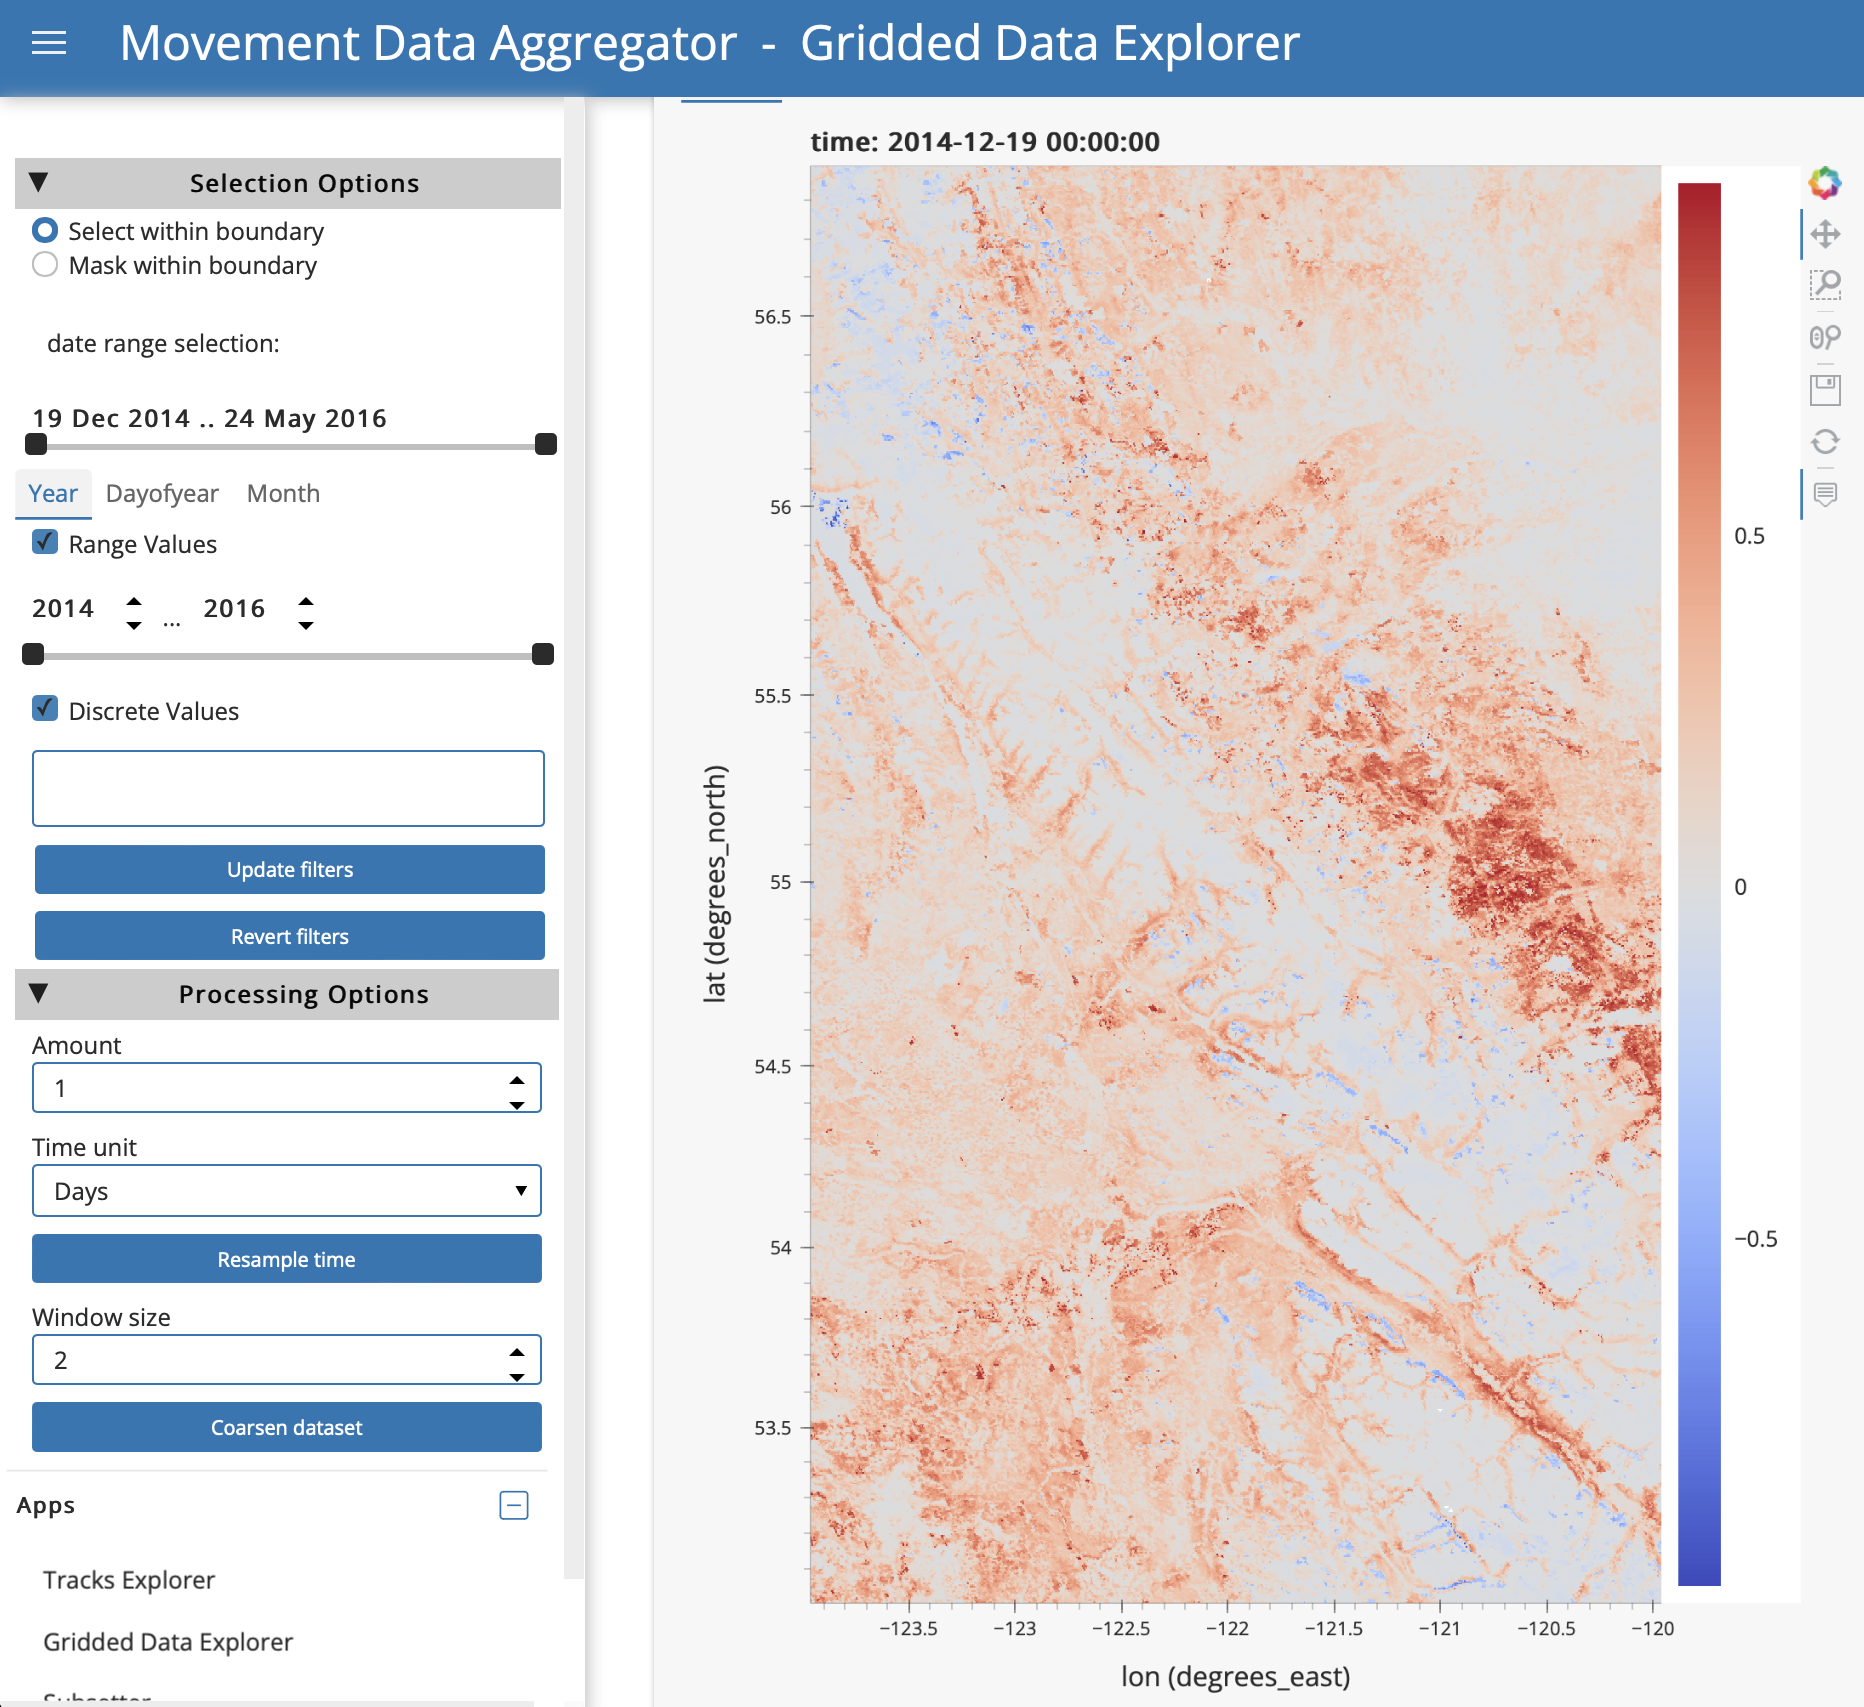 Movement Data Aggregator - Gridded Data Explorer
Selection Options
Select within boundary
Mask within boundary
date range selection:
19 Dec 2014 .. 24 May 2016
Year Dayofyear Month
Range Values
2014 ... 2016
Discrete Values
Update filters
Revert filters
Processing Options
Amount
1
Time unit
Days
Resample time
Window size
2
Coarsen dataset
Apps
Tracks Explorer
Gridded Data Explorer
Subsetter
time: 2014-12-19 00:00:00
56.5
56
55.5
55
54.5
54
53.5
lat (degrees_north)
−123.5 −123 −122.5 −122 −121.5 −121 −120.5 −120
lon (degrees_east)
0.5
0
−0.5